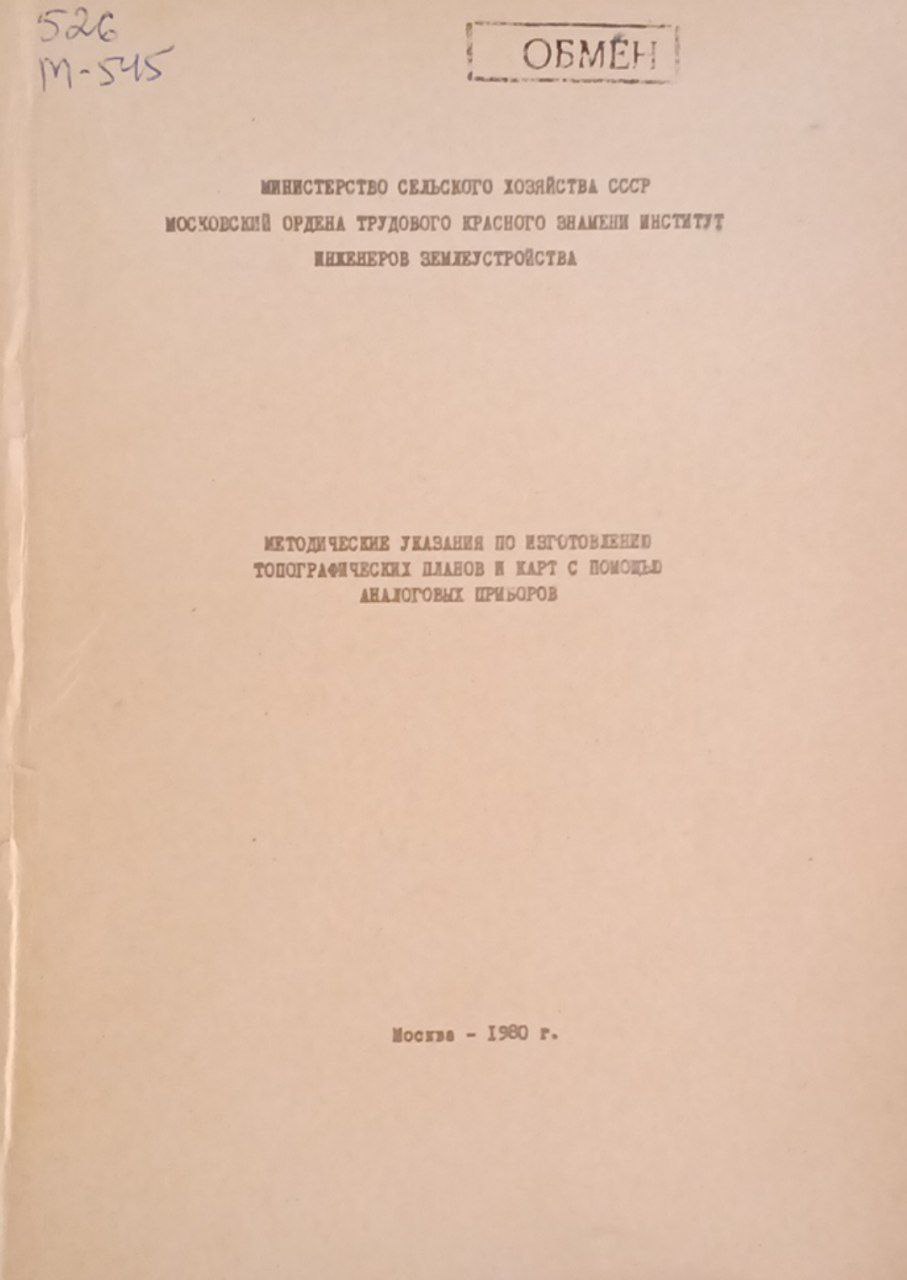 526
М-545
ОБМЕН
МИНИСТЕРСТВО СЕЛЬСКОГО ХОЗЯЙСТВА СССР
МОСКОВСКИЙ ОРДЕНА ТРУДОВОГО КРАСНОГО ЗНАМЕНИ ИНСТИТУТ
ИНЖЕНЕРОВ ЗЕМЛЕУСТРОЙСТВА
МЕТОДИЧЕСКИЕ УКАЗАНИЯ ПО ИЗГОТОВЛЕНИЮ
ТОПОГРАФИЧЕСКИХ ПЛАНОВ И КАРТ С ПОМОЩЬЮ
АНАЛОГОВЫХ ПРИБОРОВ
Москва - 1980 г.